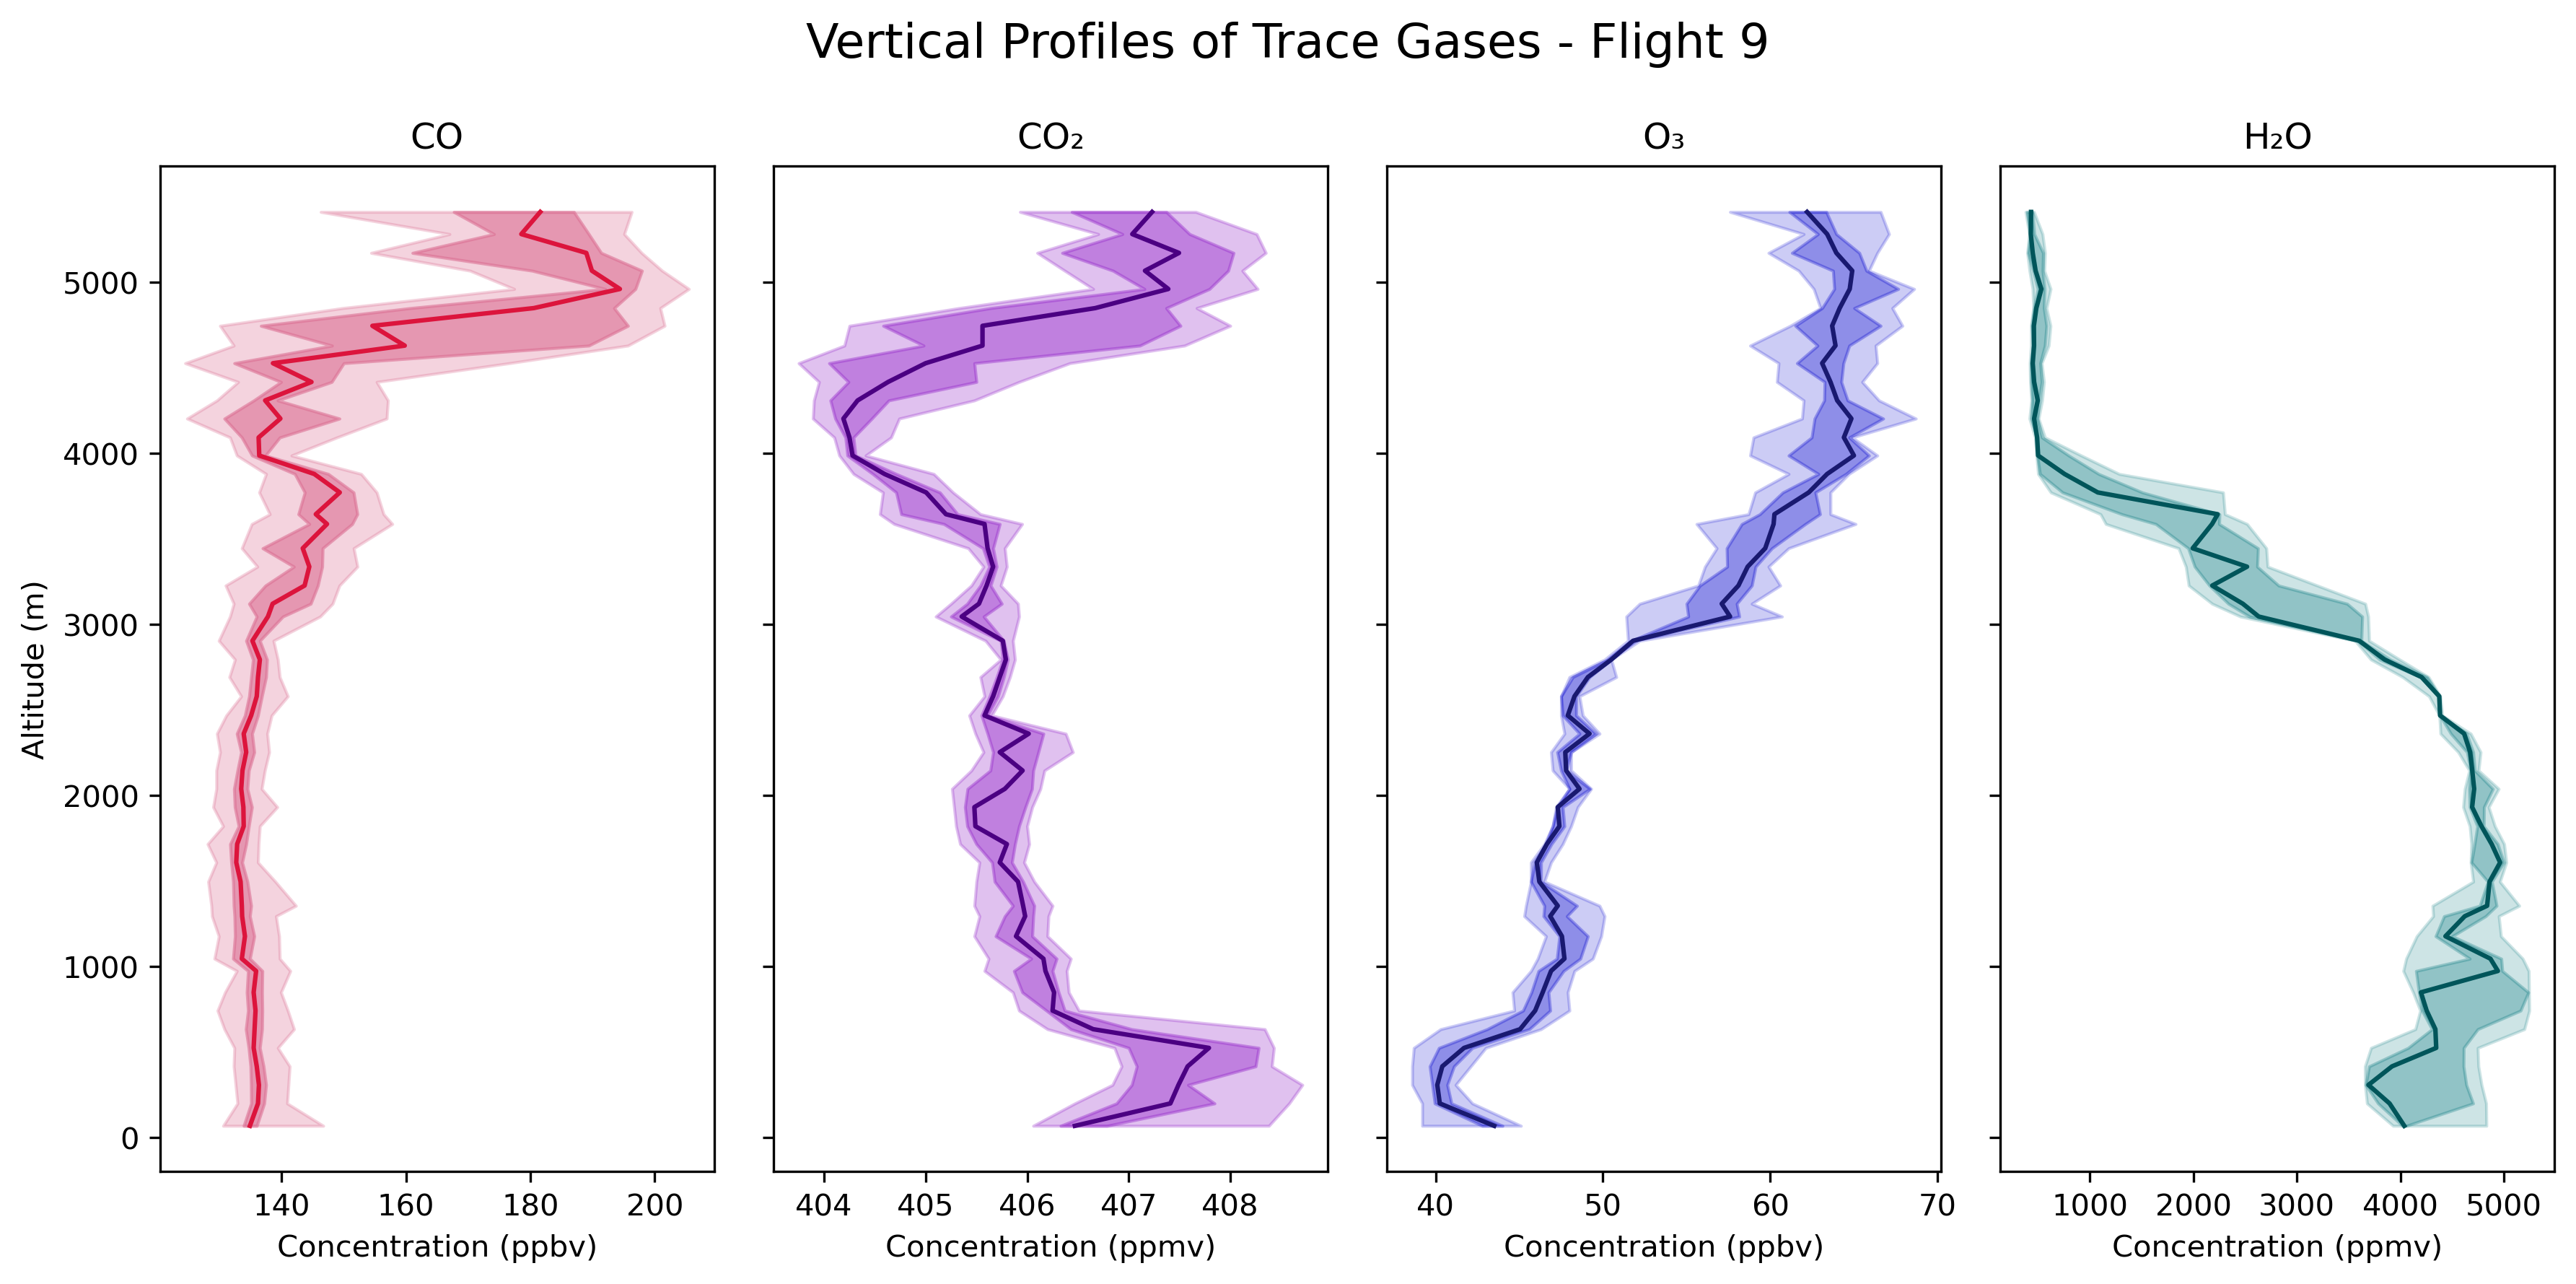 Vertical Profiles of Trace Gases - Flight 9
CO
CO₂
O₃
H₂O
Altitude (m)
5000
4000
3000
2000
1000
0
140 160 180 200
404 405 406 407 408
40 50 60 70
1000 2000 3000 4000 5000
Concentration (ppbv)
Concentration (ppmv)
Concentration (ppbv)
Concentration (ppmv)